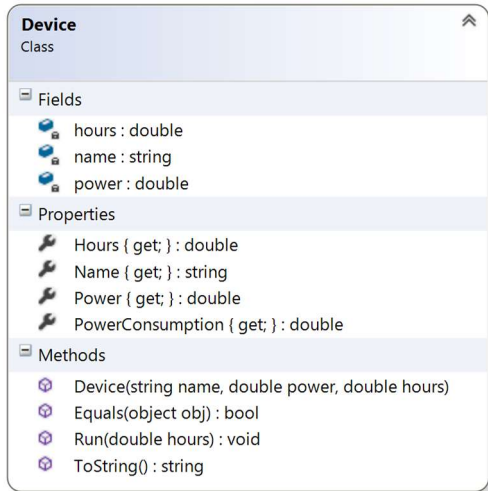 Device
Class
Fields
hours : double
name : string
power : double
Properties
Hours { get; } : double
Name { get; } : string
Power { get; } : double
PowerConsumption { get; } : double
Methods
Device(string name, double power, double hours)
Equals(object obj) : bool
Run(double hours) : void
ToString() : string